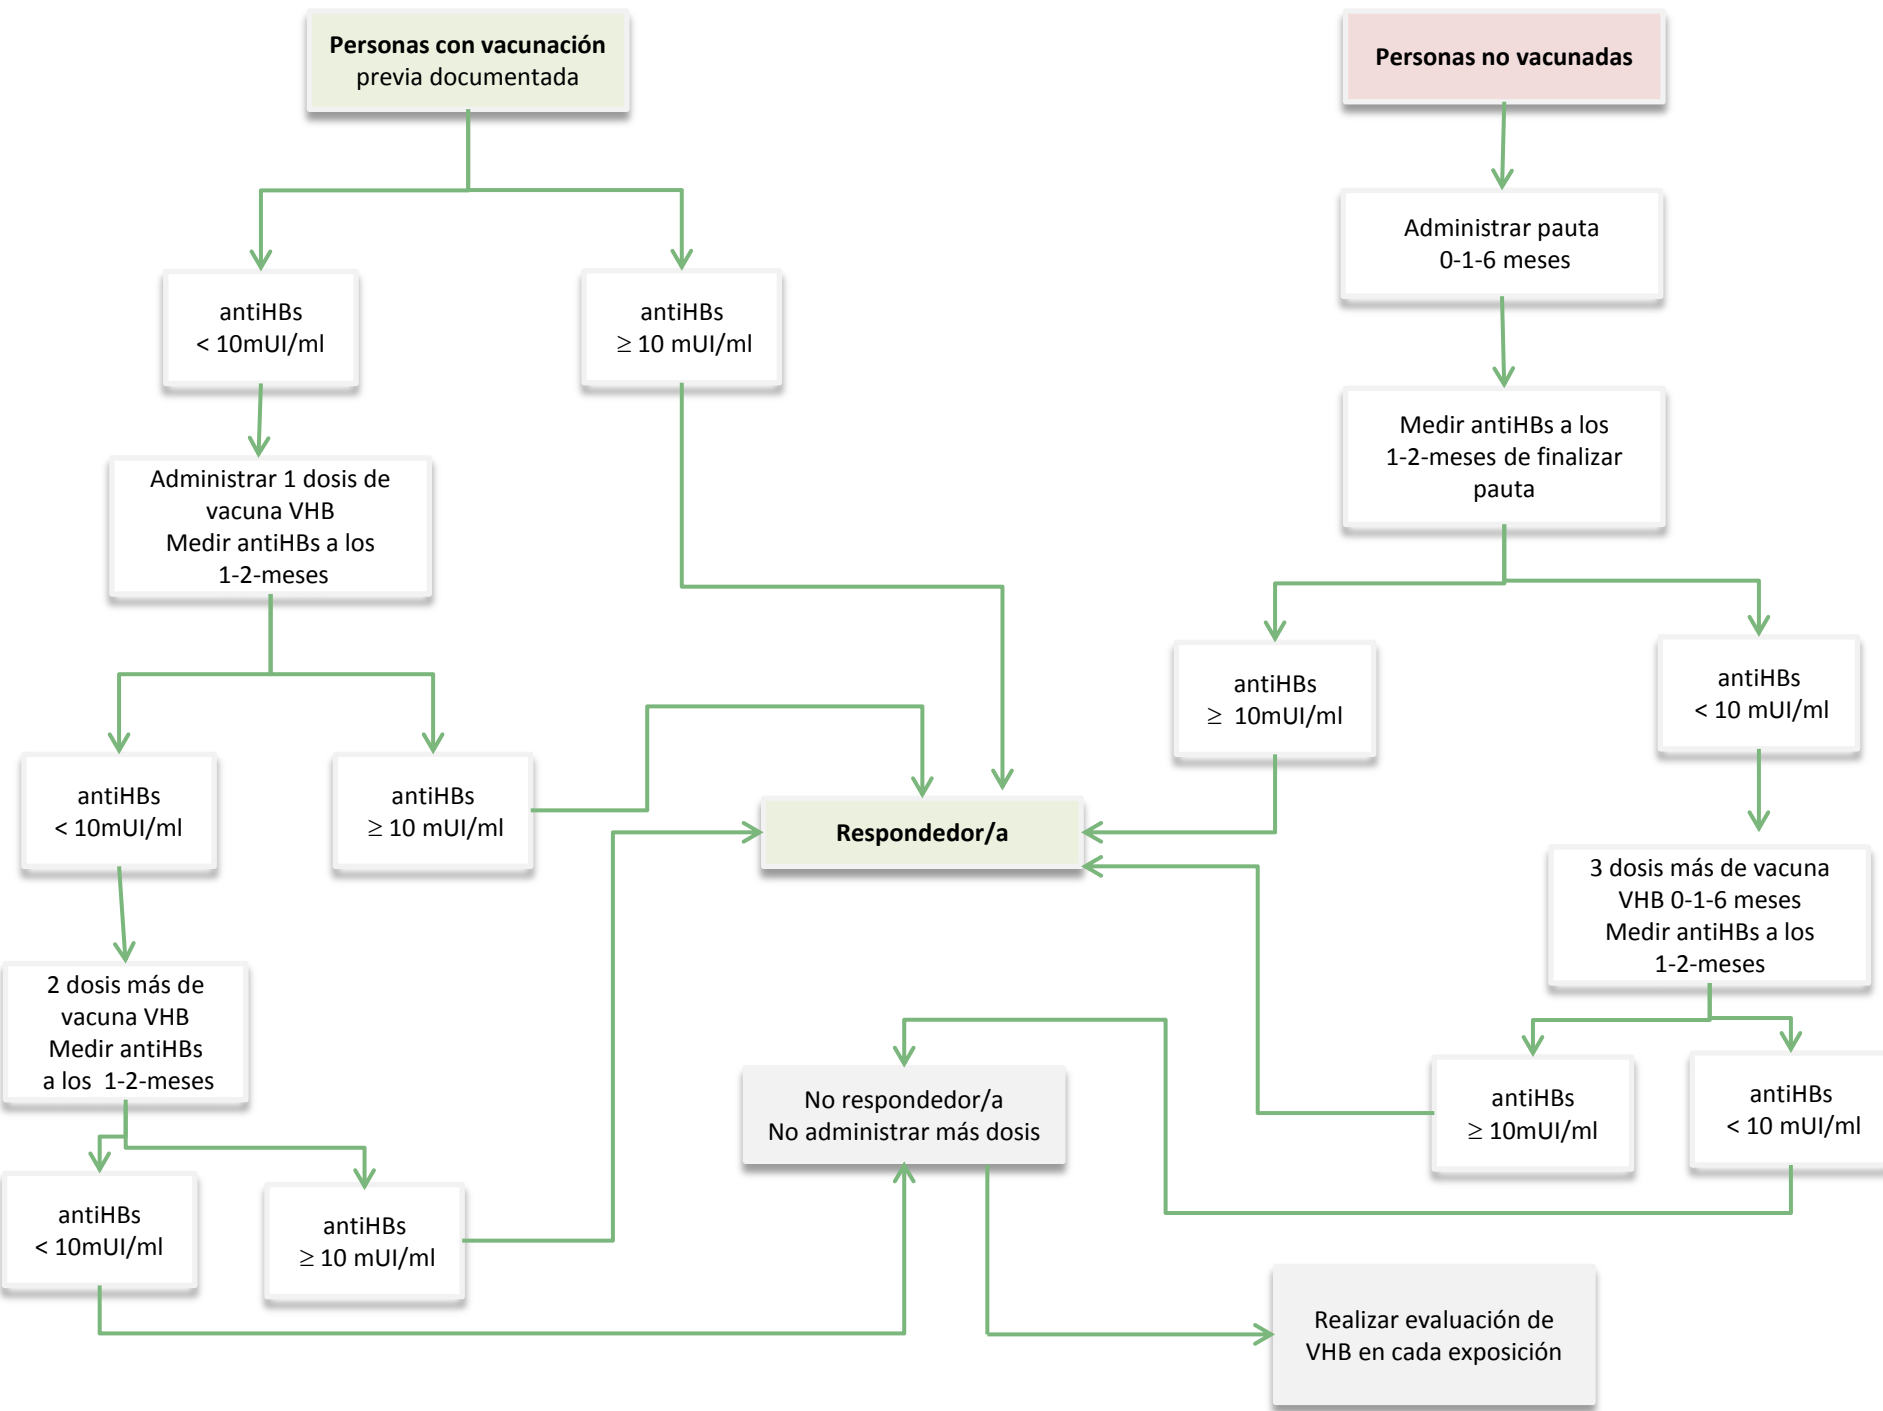 Personas con vacunación
previa documentada
Personas no vacunadas
Administrar pauta
0-1-6 meses
antiHBs
< 10mUI/ml
antiHBs
≥ 10 mUI/ml
Medir antiHBs a los
1-2-meses de finalizar
pauta
Administrar 1 dosis de
vacuna VHB
Medir antiHBs a los
1-2-meses
antiHBs
≥ 10mUI/ml
antiHBs
< 10 mUI/ml
antiHBs
< 10mUI/ml
antiHBs
≥ 10 mUI/ml
Respondedor/a
3 dosis más de vacuna
VHB 0-1-6 meses
Medir antiHBs a los
1-2-meses
2 dosis más de
vacuna VHB
Medir antiHBs
a los 1-2-meses
No respondedor/a
No administrar más dosis
antiHBs
≥ 10mUI/ml
antiHBs
< 10 mUI/ml
antiHBs
< 10mUI/ml
antiHBs
≥ 10 mUI/ml
Realizar evaluación de
VHB en cada exposición